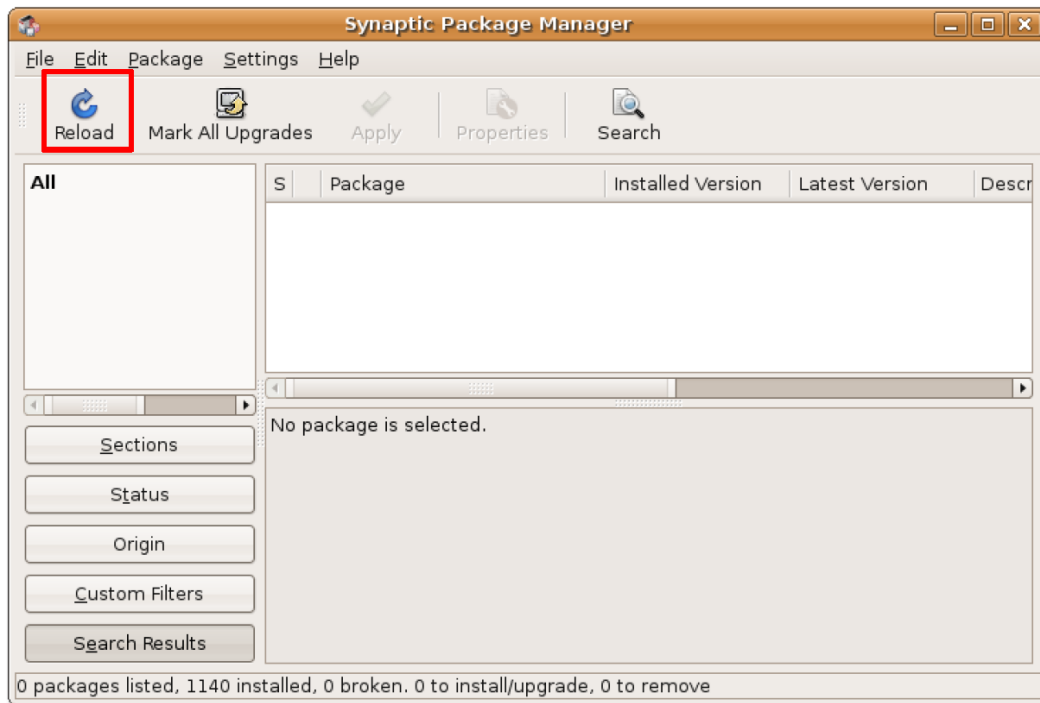 Synaptic Package Manager
File Edit Package Settings Help
Reload Mark All Upgrades Apply Properties Search
All
S Package Installed Version Latest Version Descr
No package is selected.
Sections
Status
Origin
Custom Filters
Search Results
0 packages listed, 1140 installed, 0 broken. 0 to install/upgrade, 0 to remove